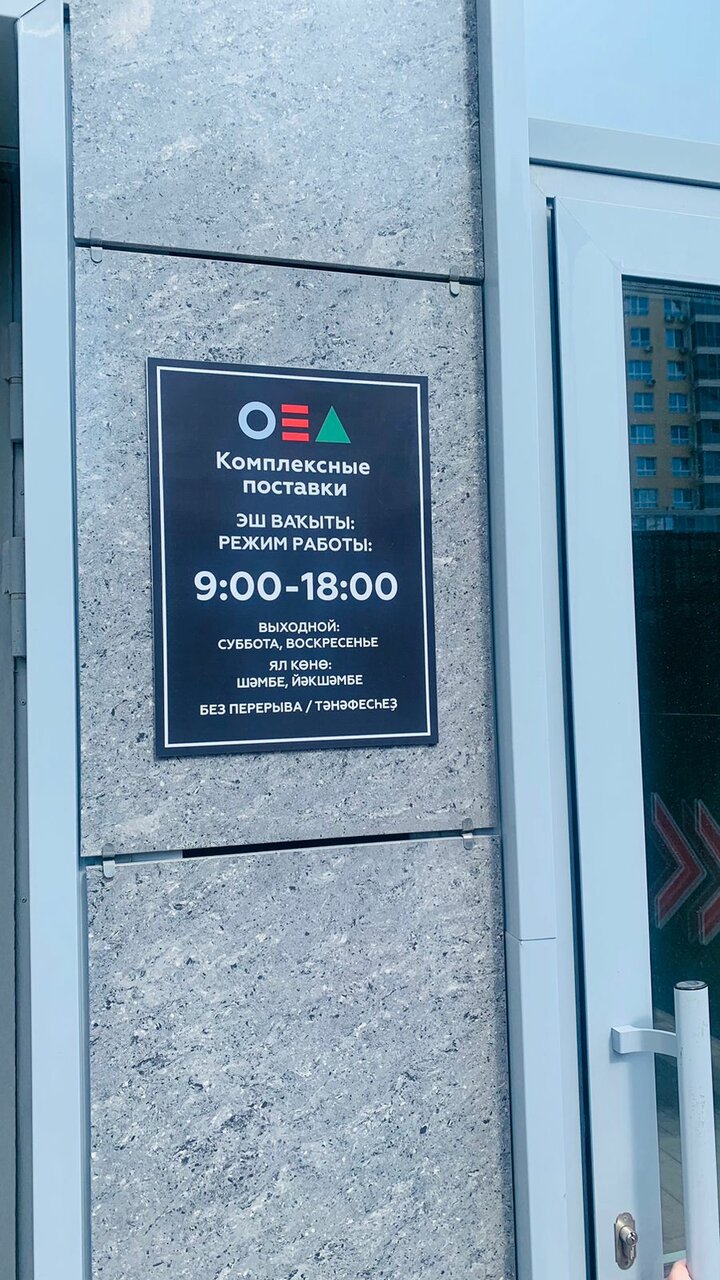 Комплексные
поставки
ЭШ ВАҠЫТЫ:
РЕЖИМ РАБОТЫ:
9:00-18:00
ВЫХОДНОЙ:
СУББОТА, ВОСКРЕСЕНЬЕ
ЯЛ КӨНӨ:
ШӘМБЕ, ЙӘКШӘМБЕ
БЕЗ ПЕРЕРЫВА / ТӘНӘФЕСҺЕҘ